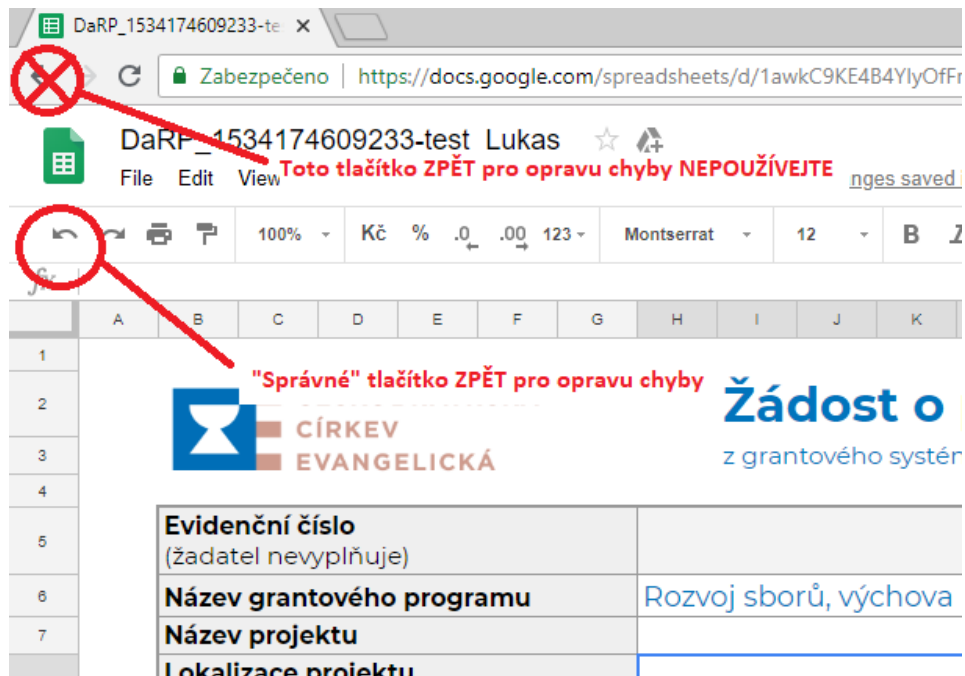 DaRP_1534174609233-te
Zabezpečeno | https://docs.google.com/spreadsheets/d/1awkC9KE4B4YIyOfFr
DaRP_1534174609233-test Lukas
File Edit View
Toto tlačítko ZPĚT pro opravu chyby NEPOUŽÍVEJTE
nges saved i
100% Kč % .0 .00 123 Montserrat 12 B I
fx
A B C D E F G H I J K
1
"Správné" tlačítko ZPĚT pro opravu chyby
2
Žádost o
CÍRKEV
3
EVANGELICKÁ
z grantového systém
4
5
Evidenční číslo
(žadatel nevyplňuje)
6 Název grantového programu Rozvoj sborů, výchova
7 Název projektu
Lokalizace projektu